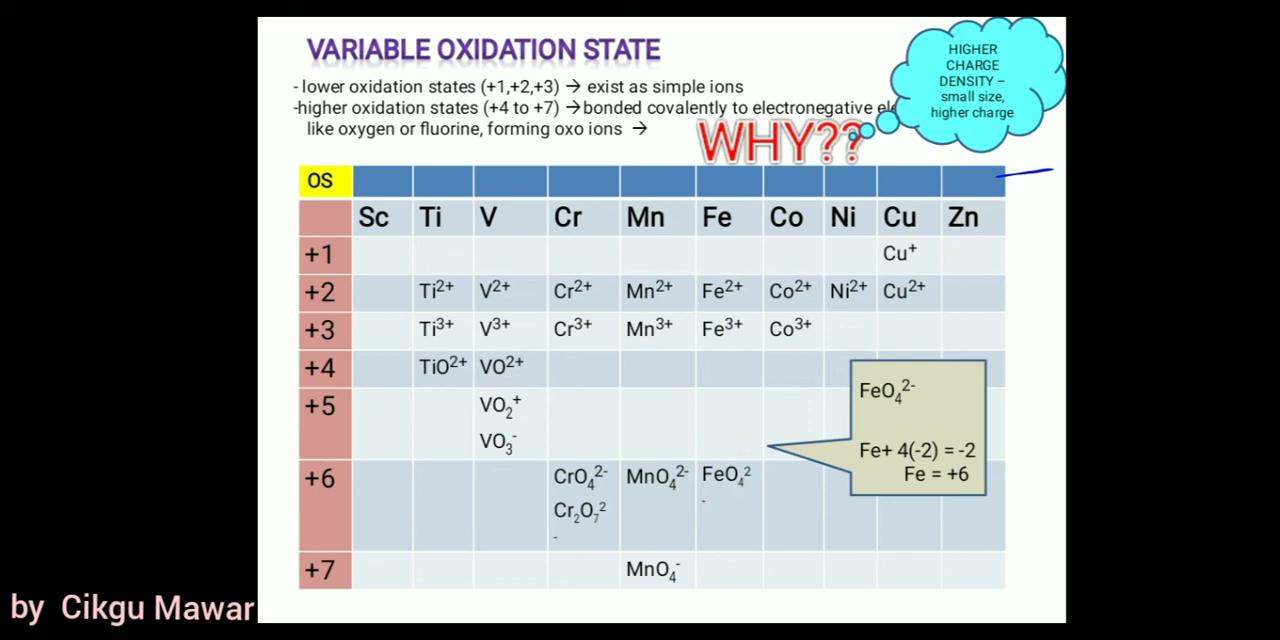 VARIABLE OXIDATION STATE
- lower oxidation states (+1,+2,+3) → exist as simple ions
-higher oxidation states (+4 to +7) → bonded covalently to electronegative
like oxygen or fluorine, forming oxo ions →
WHY??
HIGHER
CHARGE
DENSITY –
small size,
higher charge
OS
Sc Ti V Cr Mn Fe Co Ni Cu Zn
+1 Cu⁺
+2 Ti²⁺ V²⁺ Cr²⁺ Mn²⁺ Fe²⁺ Co²⁺ Ni²⁺ Cu²⁺
+3 Ti³⁺ V³⁺ Cr³⁺ Mn³⁺ Fe³⁺ Co³⁺
+4 TiO²⁺ VO²⁺
+5 VO₂⁺
VO₃⁻
+6 CrO₄²⁻ MnO₄²⁻ FeO₄²⁻
Cr₂O₇²⁻
+7 MnO₄⁻
FeO₄²⁻
Fe+ 4(-2) = -2
Fe = +6
by Cikgu Mawar